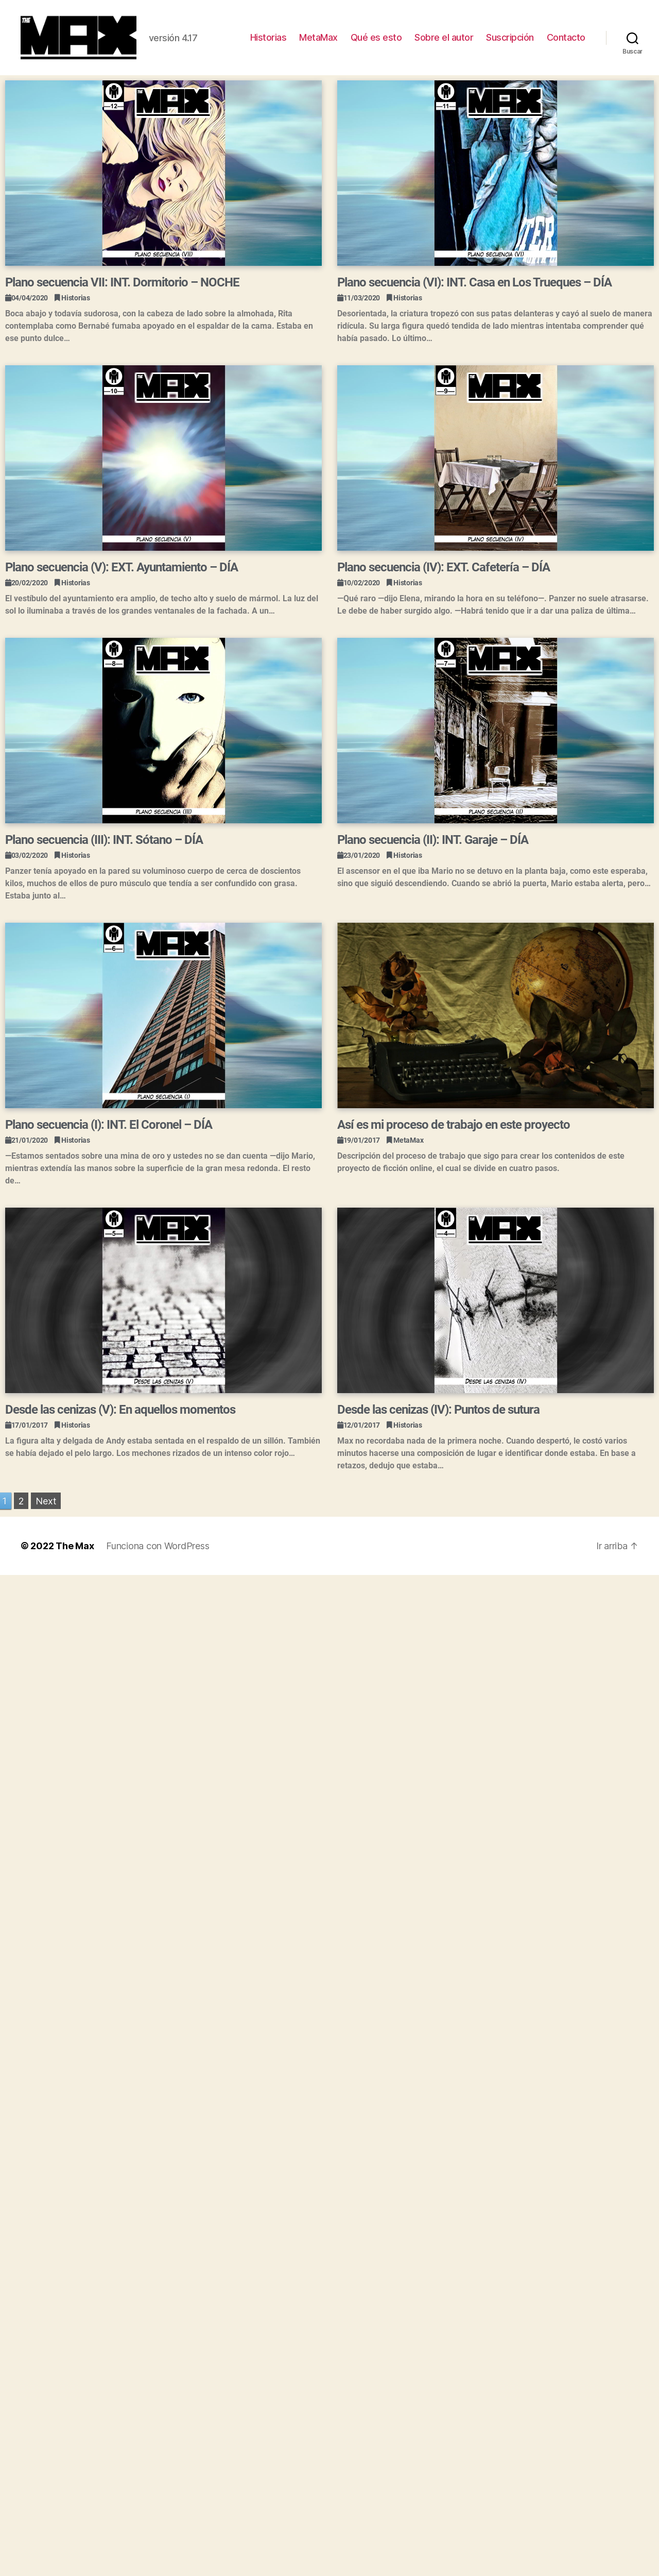 THE
MAX
versión 4.17
Historias
MetaMax
Qué es esto
Sobre el autor
Suscripción
Contacto
Buscar
—12—
THE
MAX
PLANO SECUENCIA (VII)
Plano secuencia VII: INT. Dormitorio – NOCHE
04/04/2020 Historias
Boca abajo y todavía sudorosa, con la cabeza de lado sobre la almohada, Rita
contemplaba como Bernabé fumaba apoyado en el espaldar de la cama. Estaba en
ese punto dulce…
—11—
THE
MAX
PLANO SECUENCIA (VI)
Plano secuencia (VI): INT. Casa en Los Trueques – DÍA
11/03/2020 Historias
Desorientada, la criatura tropezó con sus patas delanteras y cayó al suelo de manera
ridícula. Su larga figura quedó tendida de lado mientras intentaba comprender qué
había pasado. Lo último…
—10—
THE
MAX
PLANO SECUENCIA (V)
Plano secuencia (V): EXT. Ayuntamiento – DÍA
20/02/2020 Historias
El vestíbulo del ayuntamiento era amplio, de techo alto y suelo de mármol. La luz del
sol lo iluminaba a través de los grandes ventanales de la fachada. A un…
—9—
THE
MAX
PLANO SECUENCIA (IV)
Plano secuencia (IV): EXT. Cafetería – DÍA
10/02/2020 Historias
—Qué raro —dijo Elena, mirando la hora en su teléfono—. Panzer no suele atrasarse.
Le debe de haber surgido algo. —Habrá tenido que ir a dar una paliza de última…
—8—
THE
MAX
PLANO SECUENCIA (III)
Plano secuencia (III): INT. Sótano – DÍA
03/02/2020 Historias
Panzer tenía apoyado en la pared su voluminoso cuerpo de cerca de doscientos
kilos, muchos de ellos de puro músculo que tendía a ser confundido con grasa.
Estaba junto al…
—7—
THE
MAX
PLANO SECUENCIA (II)
Plano secuencia (II): INT. Garaje – DÍA
23/01/2020 Historias
El ascensor en el que iba Mario no se detuvo en la planta baja, como este esperaba,
sino que siguió descendiendo. Cuando se abrió la puerta, Mario estaba alerta, pero…
—6—
THE
MAX
PLANO SECUENCIA (I)
Plano secuencia (I): INT. El Coronel – DÍA
21/01/2020 Historias
—Estamos sentados sobre una mina de oro y ustedes no se dan cuenta —dijo Mario,
mientras extendía las manos sobre la superficie de la gran mesa redonda. El resto
de…
Así es mi proceso de trabajo en este proyecto
19/01/2017 MetaMax
Descripción del proceso de trabajo que sigo para crear los contenidos de este
proyecto de ficción online, el cual se divide en cuatro pasos.
—5—
THE
MAX
DESDE LAS CENIZAS (V)
Desde las cenizas (V): En aquellos momentos
17/01/2017 Historias
La figura alta y delgada de Andy estaba sentada en el respaldo de un sillón. También
se había dejado el pelo largo. Los mechones rizados de un intenso color rojo…
—4—
THE
MAX
DESDE LAS CENIZAS (IV)
Desde las cenizas (IV): Puntos de sutura
12/01/2017 Historias
Max no recordaba nada de la primera noche. Cuando despertó, le costó varios
minutos hacerse una composición de lugar e identificar donde estaba. En base a
retazos, dedujo que estaba…
1 2 Next
© 2022 The Max
Funciona con WordPress
Ir arriba ↑